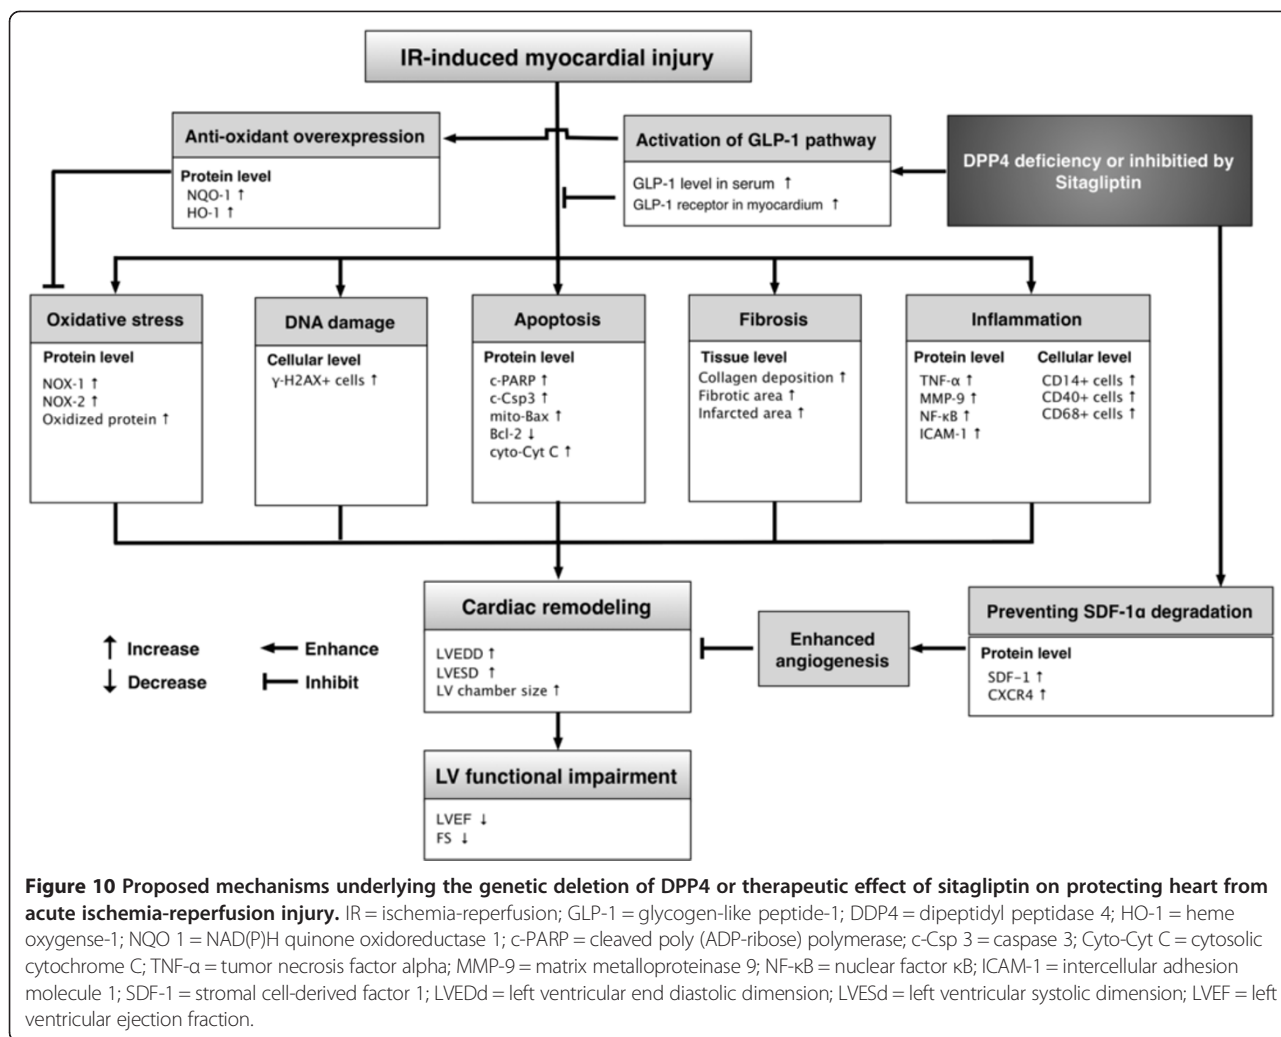 IR-induced myocardial injury
Anti-oxidant overexpression
Protein level
NQO-1 ↑
HO-1 ↑
Activation of GLP-1 pathway
GLP-1 level in serum ↑
GLP-1 receptor in myocardium ↑
DPP4 deficiency or inhibitied by
Sitagliptin
Oxidative stress
Protein level
NOX-1 ↑
NOX-2 ↑
Oxidized protein ↑
DNA damage
Cellular level
γ-H2AX+ cells ↑
Apoptosis
Protein level
c-PARP ↑
c-Csp3 ↑
mito-Bax ↑
Bcl-2 ↓
cyto-Cyt C ↑
Fibrosis
Tissue level
Collagen deposition ↑
Fibrotic area ↑
Infarcted area ↑
Inflammation
Protein level
TNF-α ↑
MMP-9 ↑
NF-κB ↑
ICAM-1 ↑
Cellular level
CD14+ cells ↑
CD40+ cells ↑
CD68+ cells ↑
Cardiac remodeling
LVEDD ↑
LVESD ↑
LV chamber size ↑
Enhanced
angiogenesis
Preventing SDF-1α degradation
Protein level
SDF-1 ↑
CXCR4 ↑
↑ Increase
↓ Decrease
Enhance
Inhibit
LV functional impairment
LVEF ↓
FS ↓
Figure 10 Proposed mechanisms underlying the genetic deletion of DPP4 or therapeutic effect of sitagliptin on protecting heart from
acute ischemia-reperfusion injury. IR = ischemia-reperfusion; GLP-1 = glycogen-like peptide-1; DDP4 = dipeptidyl peptidase 4; HO-1 = heme
oxygense-1; NQO 1 = NAD(P)H quinone oxidoreductase 1; c-PARP = cleaved poly (ADP-ribose) polymerase; c-Csp 3 = caspase 3; Cyto-Cyt C = cytosolic
cytochrome C; TNF-α = tumor necrosis factor alpha; MMP-9 = matrix metalloproteinase 9; NF-κB = nuclear factor κB; ICAM-1 = intercellular adhesion
molecule 1; SDF-1 = stromal cell-derived factor 1; LVEDd = left ventricular end diastolic dimension; LVESd = left ventricular systolic dimension; LVEF = left
ventricular ejection fraction.